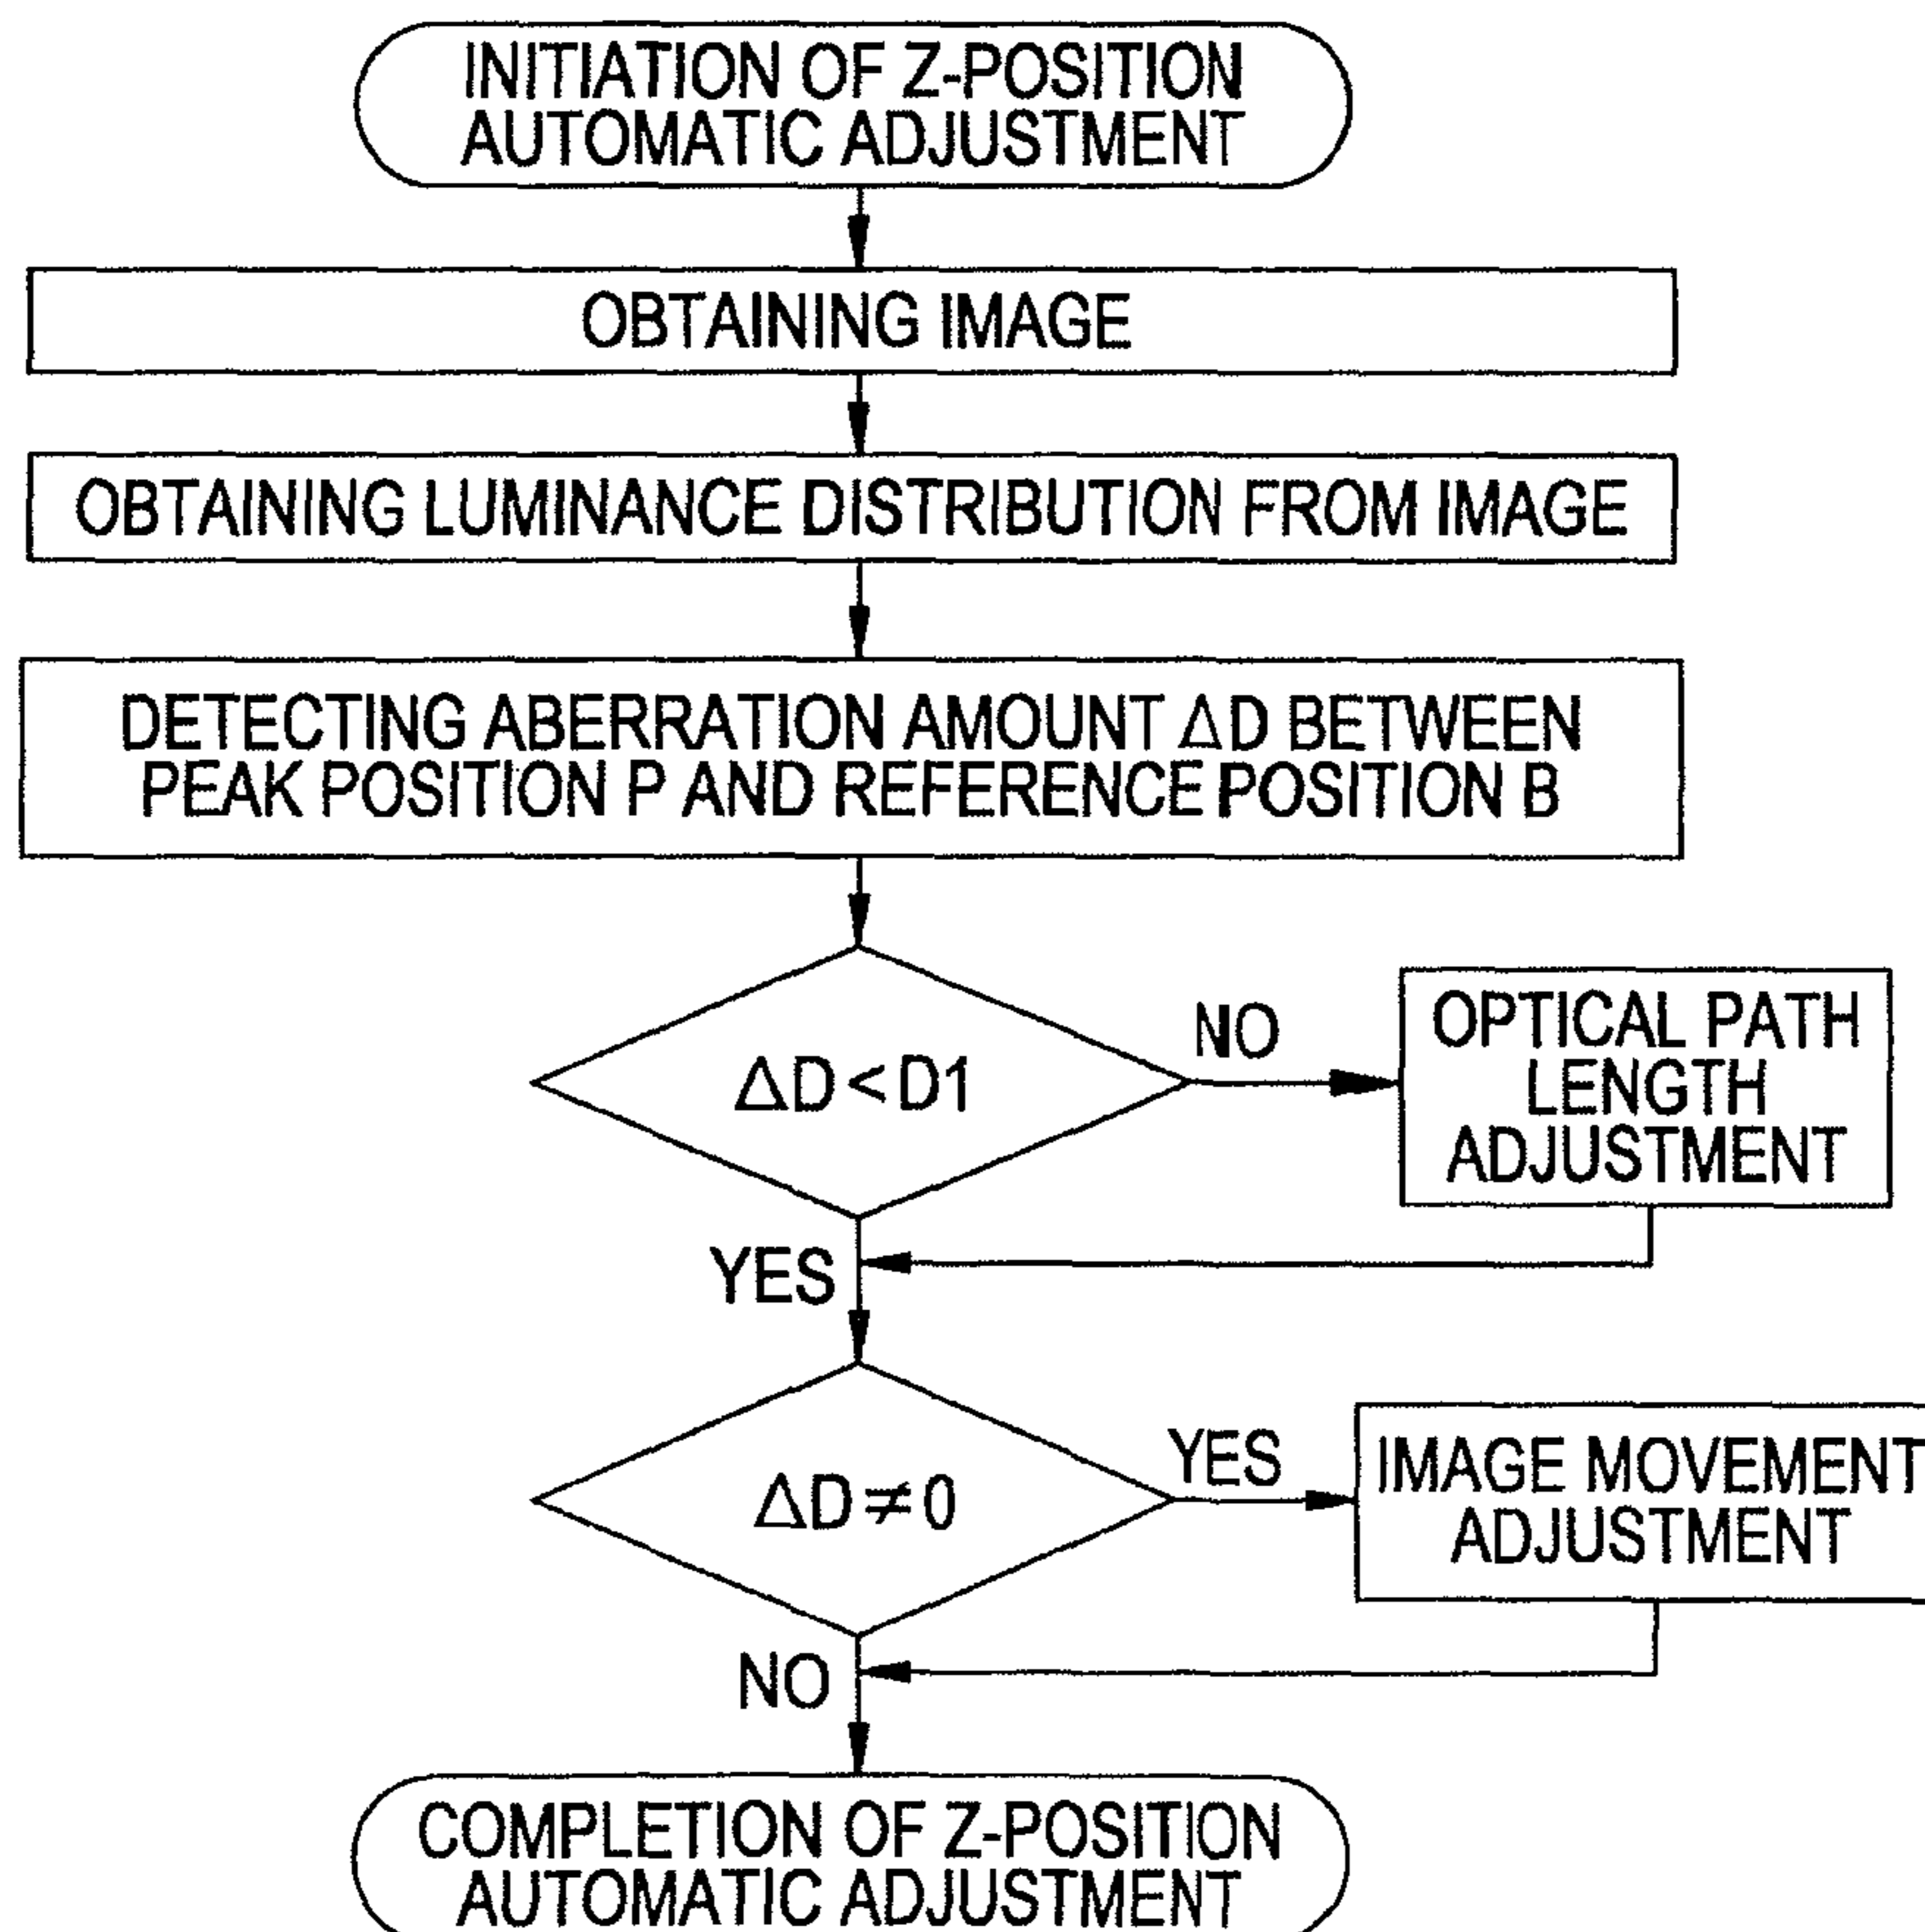 INITIATION OF Z-POSITION
AUTOMATIC ADJUSTMENT
OBTAINING IMAGE
OBTAINING LUMINANCE DISTRIBUTION FROM IMAGE
DETECTING ABERRATION AMOUNT ΔD BETWEEN
PEAK POSITION P AND REFERENCE POSITION B
ΔD < D1
NO
OPTICAL PATH
LENGTH
ADJUSTMENT
YES
ΔD ≠ 0
YES
IMAGE MOVEMENT
ADJUSTMENT
NO
COMPLETION OF Z-POSITION
AUTOMATIC ADJUSTMENT